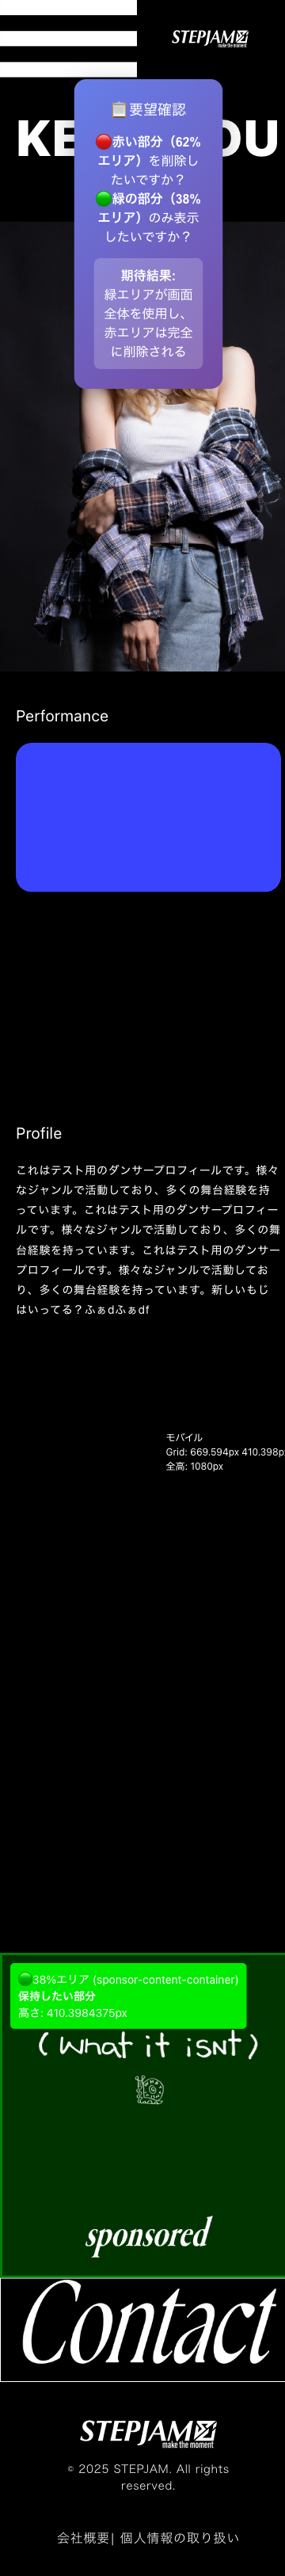 STEPJAM
make the moment
KE OU
📋要望確認
🔴赤い部分（62%
エリア）を削除し
たいですか？
🟢緑の部分（38%
エリア）のみ表示
したいですか？
期待結果:
緑エリアが画面
全体を使用し、
赤エリアは完全
に削除される
Performance
Profile
これはテスト用のダンサープロフィールです。様々
なジャンルで活動しており、多くの舞台経験を持
っています。これはテスト用のダンサープロフィー
ルです。様々なジャンルで活動しており、多くの舞
台経験を持っています。これはテスト用のダンサー
プロフィールです。様々なジャンルで活動してお
り、多くの舞台経験を持っています。新しいもじ
はいってる？ふぁdふぁdf
モバイル
Grid: 669.594px 410.398p
全高: 1080px
🟢38%エリア (sponsor-content-container)
保持したい部分
高さ: 410.3984375px
( What it isnt )
sponsored
Contact
STEPJAM
make the moment
© 2025 STEPJAM. All rights
reserved.
会社概要| 個人情報の取り扱い